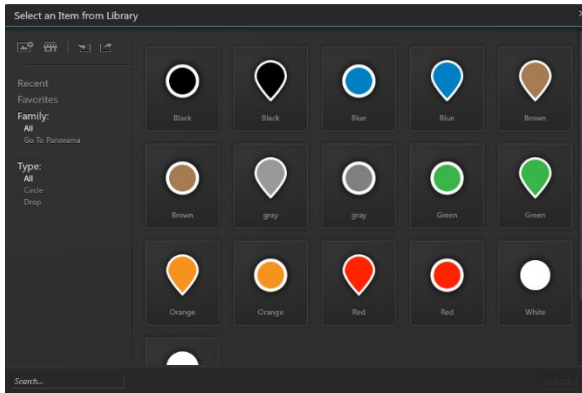 Select an Item from Library
Recent
Favorites
Family:
All
Go To Panorama
Type:
All
Circle
Drop
Black
Black
Blue
Blue
Brown
Brown
gray
gray
Green
Green
Orange
Orange
Red
Red
White
Search...
Select